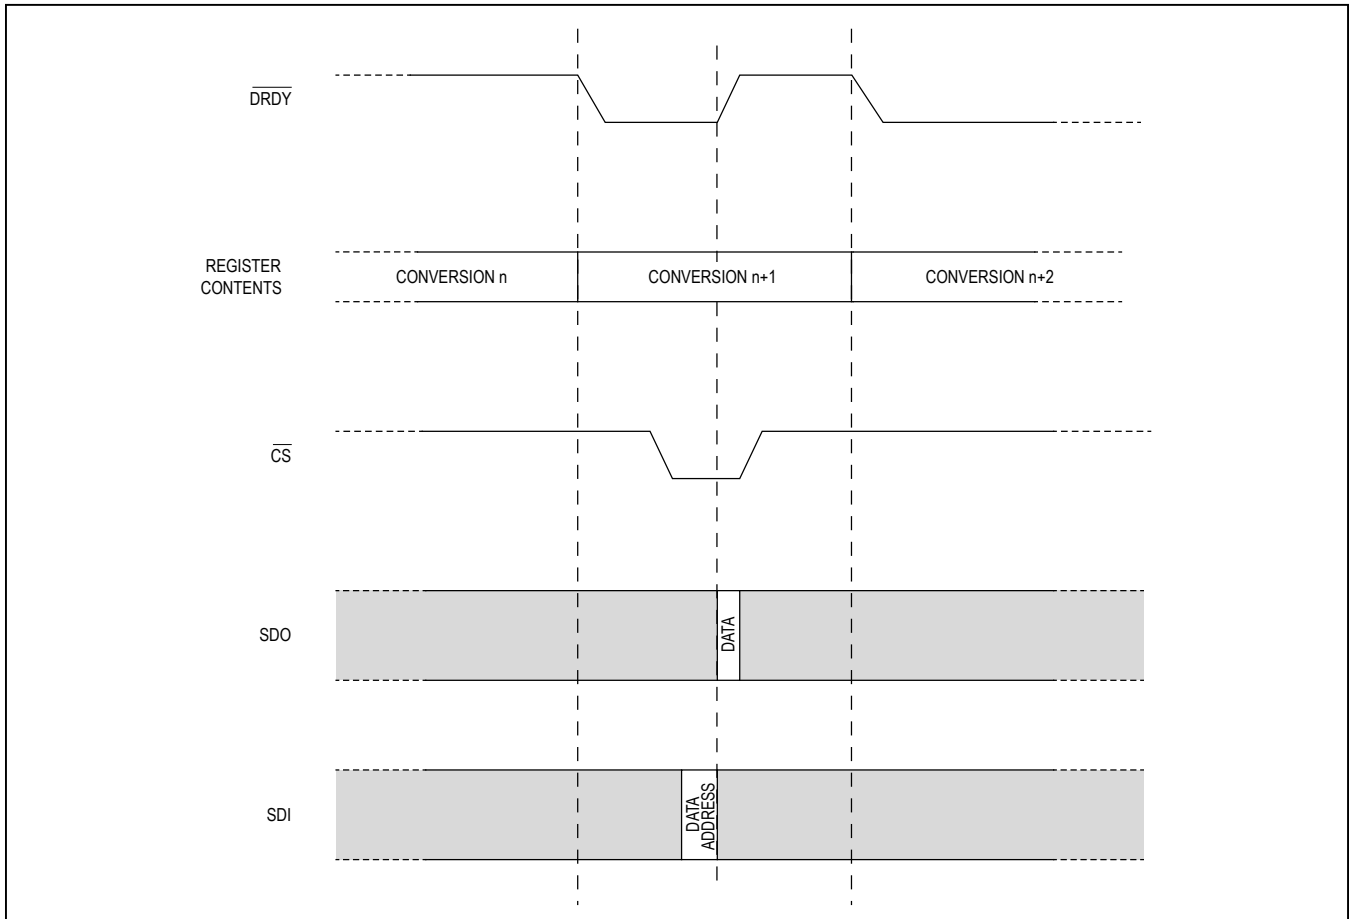 DRDY
REGISTER
CONTENTS
CONVERSION n
CONVERSION n+1
CONVERSION n+2
CS
SDO
DATA
SDI
DATA
ADDRESS